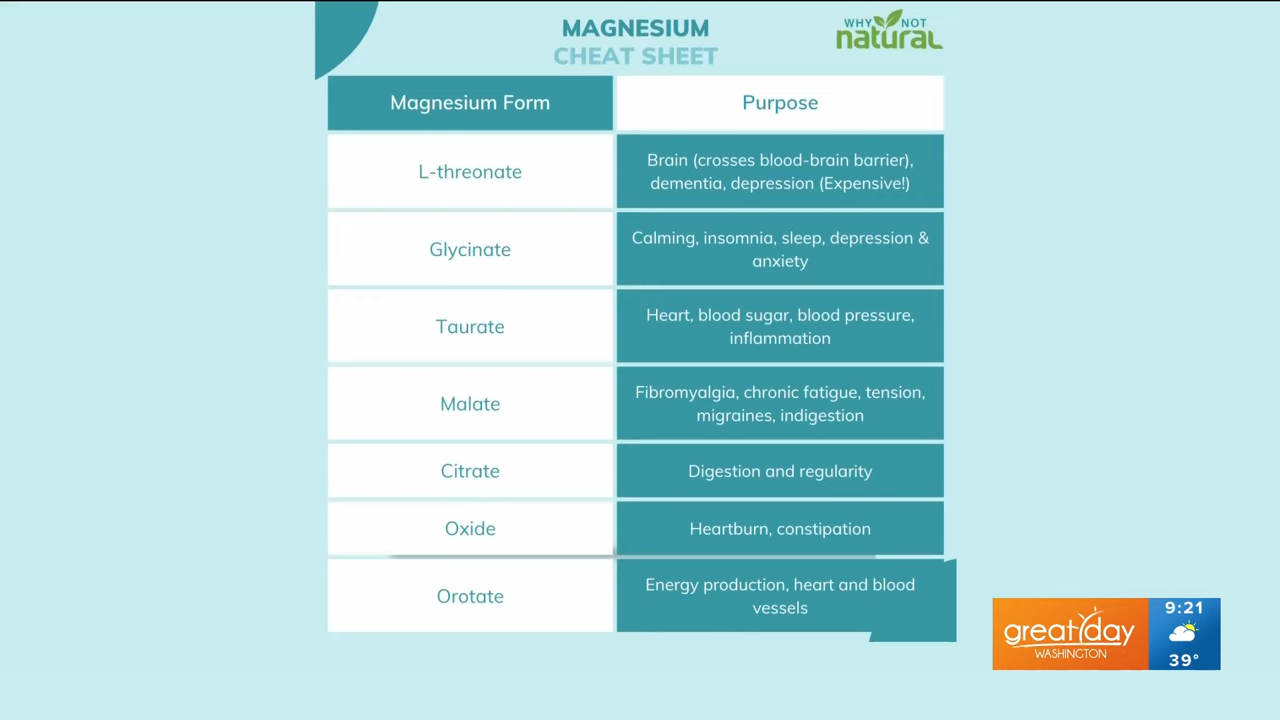 MAGNESIUM
CHEAT SHEET
WHY NOT
natural
Magnesium Form
Purpose
L-threonate
Brain (crosses blood-brain barrier),
dementia, depression (Expensive!)
Glycinate
Calming, insomnia, sleep, depression &
anxiety
Taurate
Heart, blood sugar, blood pressure,
inflammation
Malate
Fibromyalgia, chronic fatigue, tension,
migraines, indigestion
Citrate
Digestion and regularity
Oxide
Heartburn, constipation
Orotate
Energy production, heart and blood
vessels
great day
WASHINGTON
9:21
39°